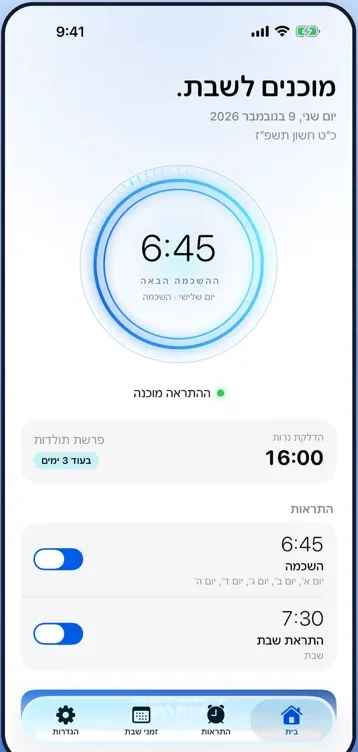 9:41
מוכנים לשבת.
יום שני, 9 בנובמבר 2026
כ״ט חשון תשפ״ז
6:45
ההשכמה הבאה
יום שלישי · השכמה
ההתראה מוכנה
הדלקת נרות
פרשת תולדות
16:00
בעוד 3 ימים
התראות
6:45
השכמה
יום א׳, יום ב׳, יום ג׳, יום ד׳, יום ה׳
7:30
התראת שבת
שבת
בית
התראות
זמני שבת
הגדרות